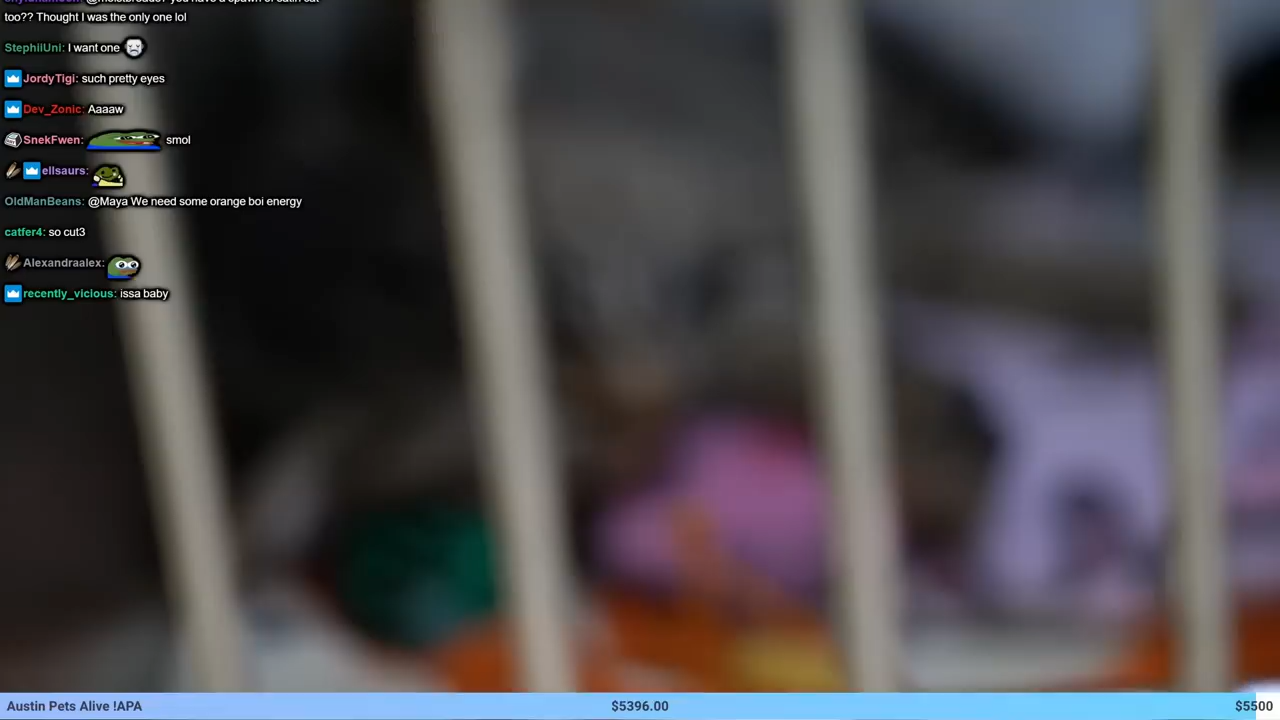 too?? Thought I was the only one lol
StephiiUni: I want one
JordyTigi: such pretty eyes
Dev_Zonic: Aaaaw
SnekFwen: smol
ellsaurs:
OldManBeans: @Maya We need some orange boi energy
catfer4: so cut3
Alexandraalex:
recently_vicious: issa baby
Austin Pets Alive !APA $5396.00 $5500